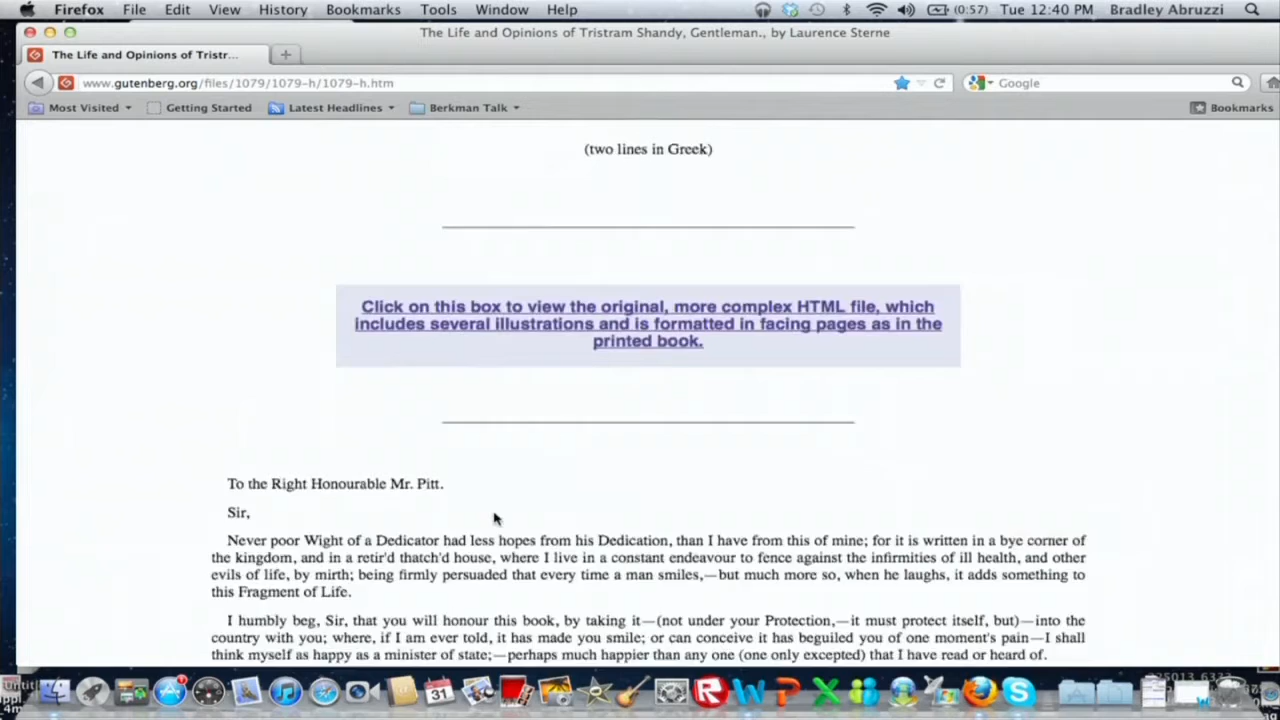 Firefox File Edit View History Bookmarks Tools Window Help (0:57) Tue 12:40 PM Bradley Abruzzi
The Life and Opinions of Tristram Shandy, Gentleman., by Laurence Sterne
The Life and Opinions of Tristr...
www.gutenberg.org/files/1079/1079-h/1079-h.htm Google
Most Visited Getting Started Latest Headlines Berkman Talk Bookmarks
(two lines in Greek)
Click on this box to view the original, more complex HTML file, which
includes several illustrations and is formatted in facing pages as in the
printed book.
To the Right Honourable Mr. Pitt.
Sir,
Never poor Wight of a Dedicator had less hopes from his Dedication, than I have from this of mine; for it is written in a bye corner of
the kingdom, and in a retir'd thatch'd house, where I live in a constant endeavour to fence against the infirmities of ill health, and other
evils of life, by mirth; being firmly persuaded that every time a man smiles,—but much more so, when he laughs, it adds something to
this Fragment of Life.
I humbly beg, Sir, that you will honour this book, by taking it—(not under your Protection,—it must protect itself, but)—into the
country with you; where, if I am ever told, it has made you smile; or can conceive it has beguiled you of one moment's pain—I shall
think myself as happy as a minister of state;—perhaps much happier than any one (one only excepted) that I have read or heard of.
31